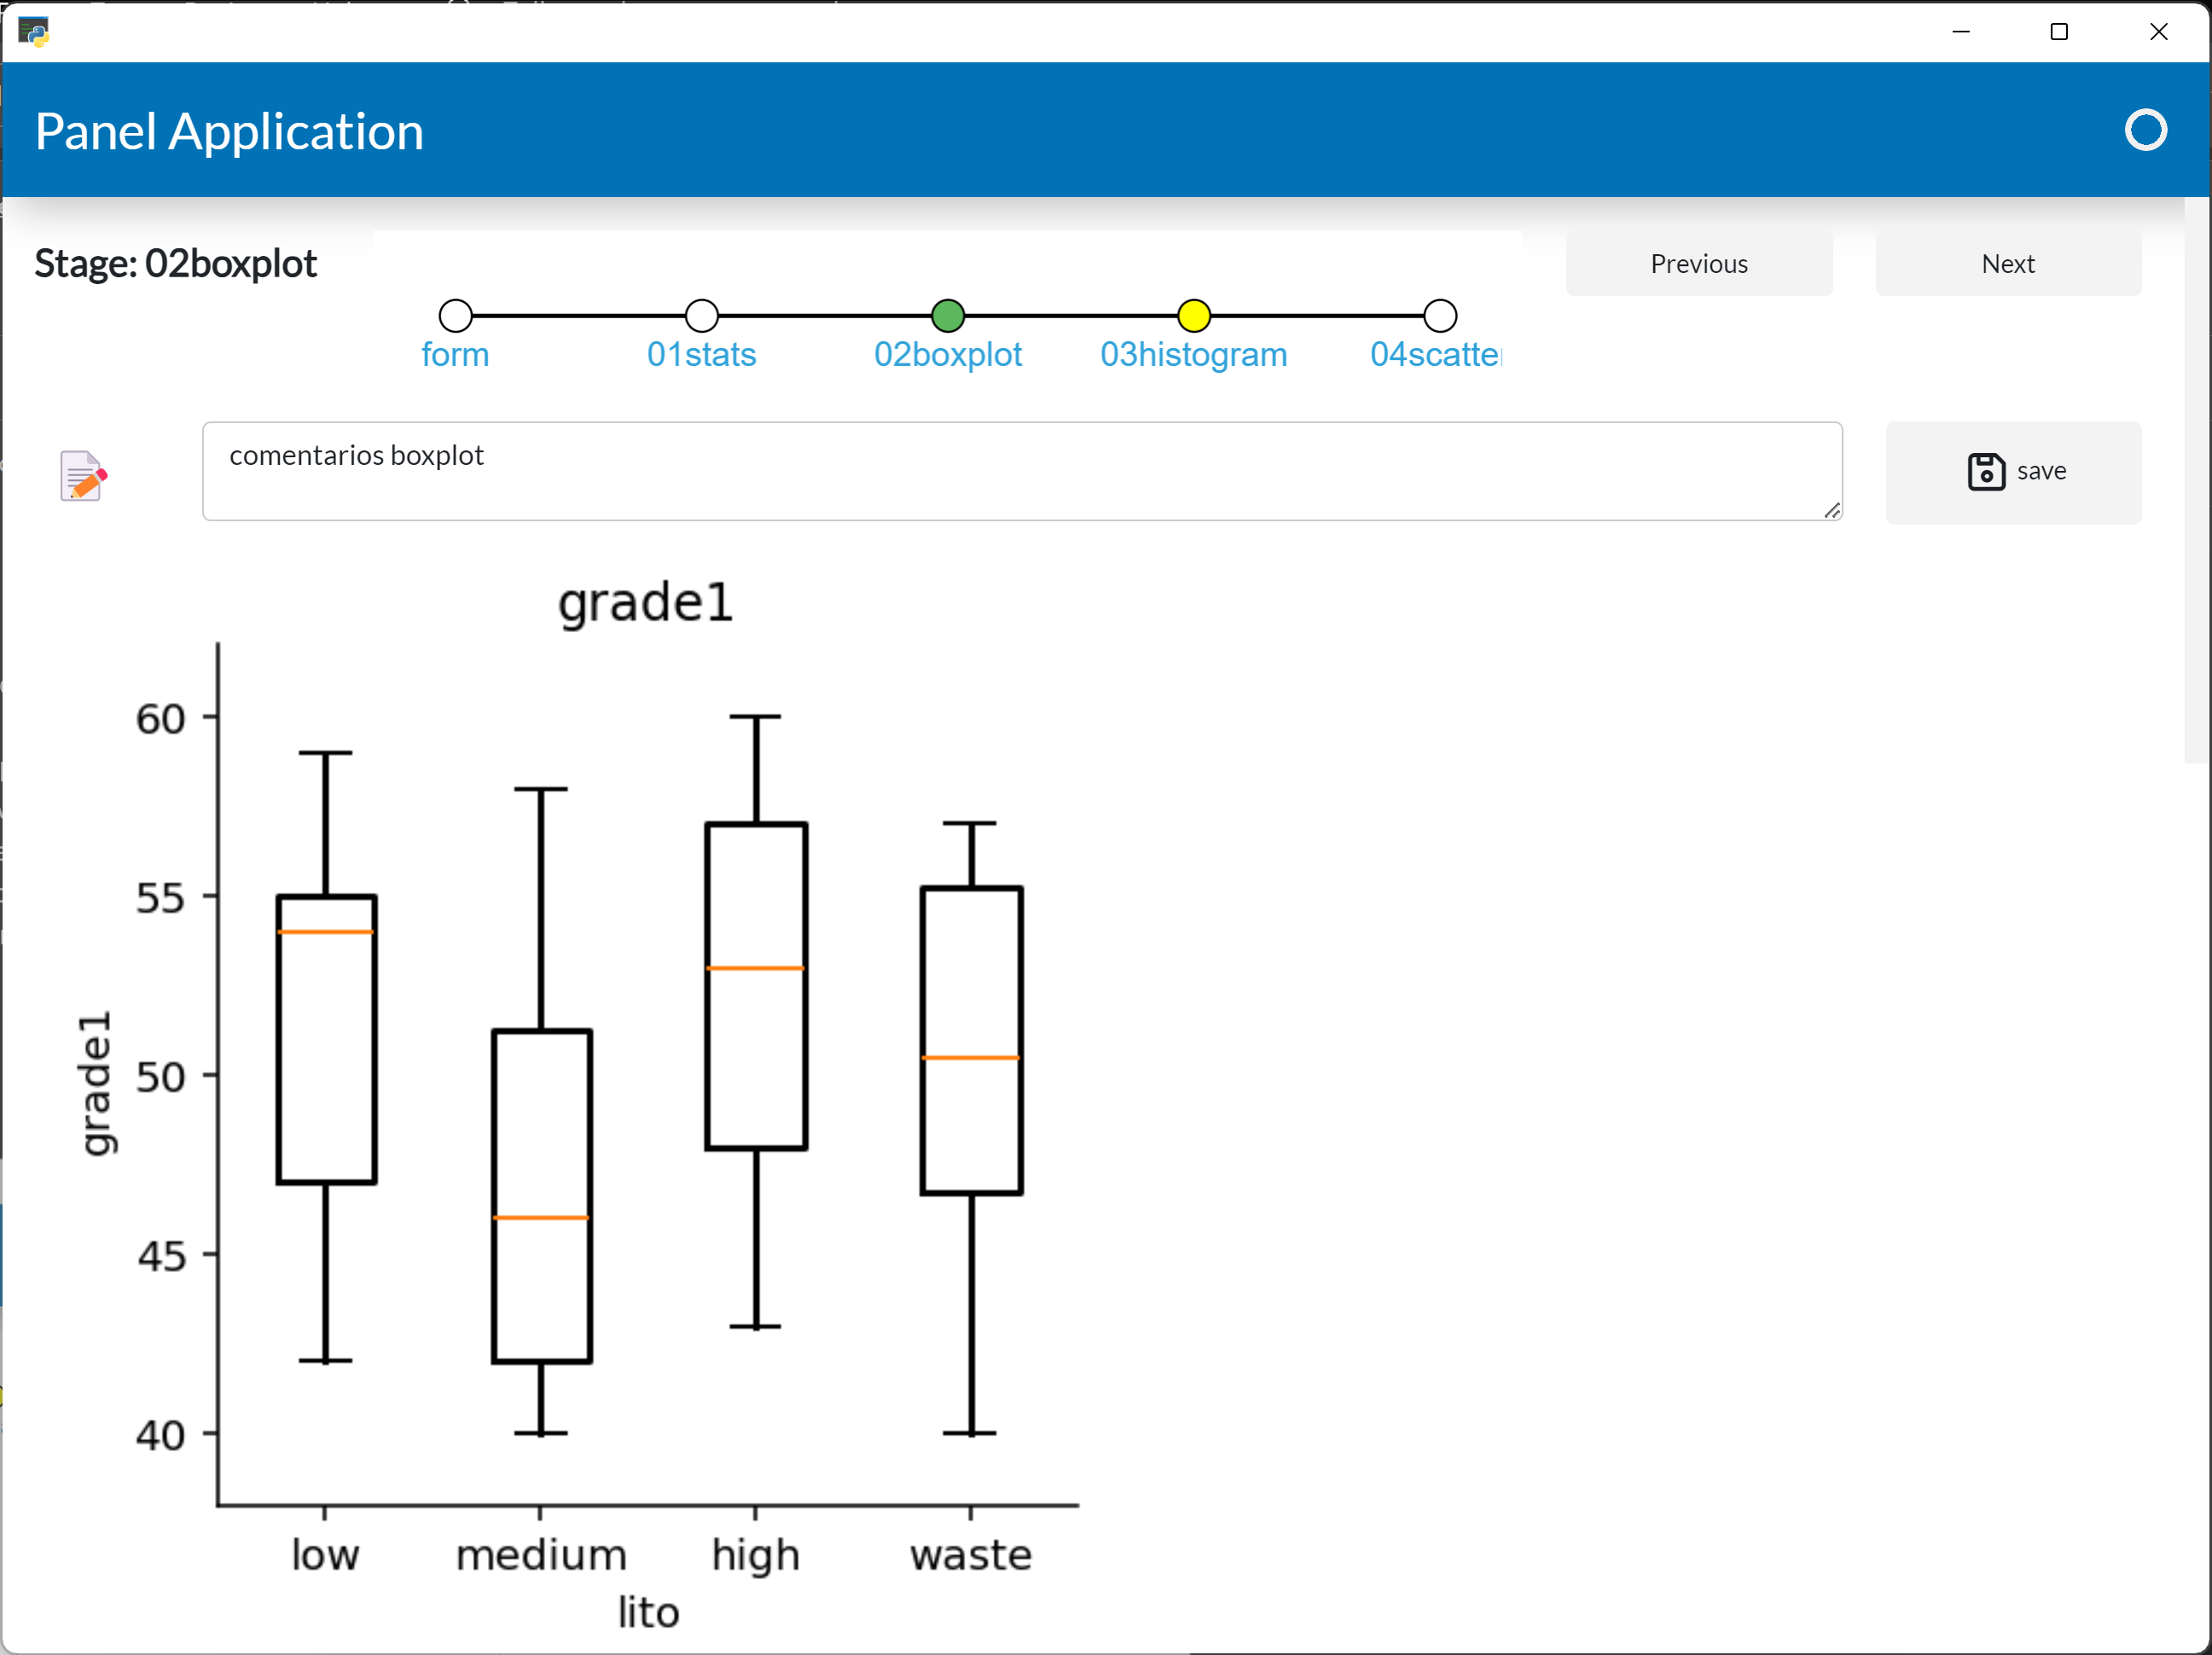 Panel Application
Stage: 02boxplot
Previous
Next
form
01stats
02boxplot
03histogram
04scatte
comentarios boxplot
save
grade1
60
55
50
45
40
grade1
low
medium
high
waste
lito